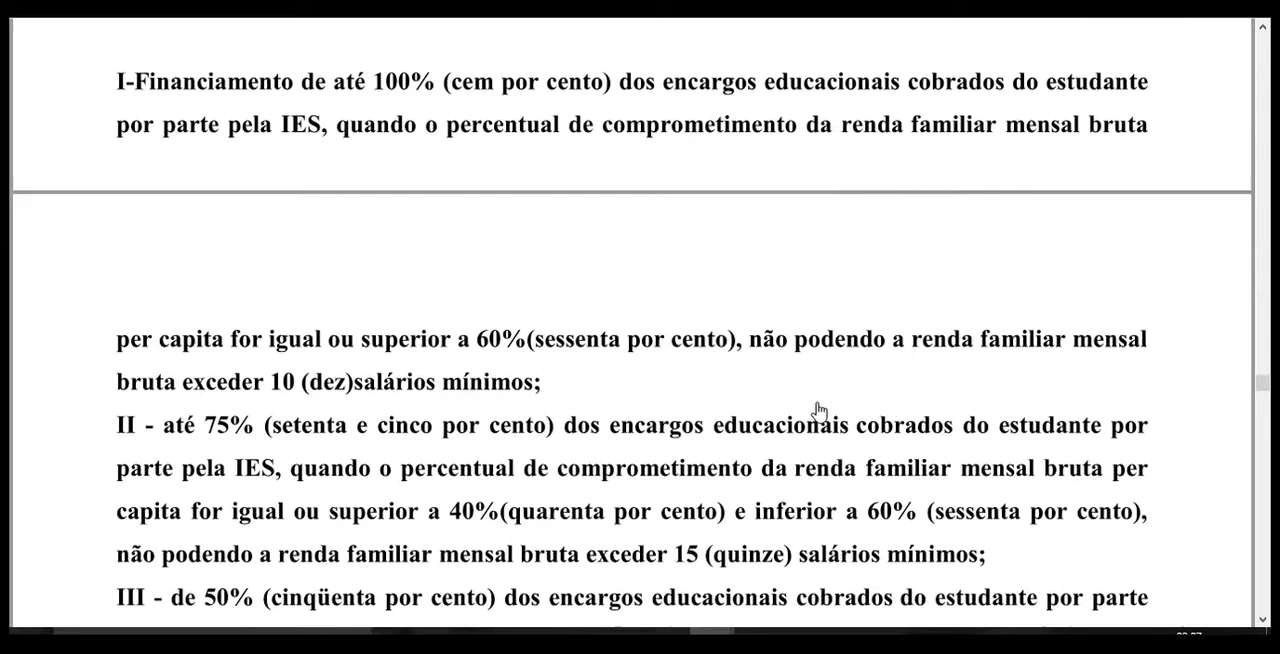 I-Financiamento de até 100% (cem por cento) dos encargos educacionais cobrados do estudante
por parte pela IES, quando o percentual de comprometimento da renda familiar mensal bruta
per capita for igual ou superior a 60%(sessenta por cento), não podendo a renda familiar mensal
bruta exceder 10 (dez)salários mínimos;
II - até 75% (setenta e cinco por cento) dos encargos educacionais cobrados do estudante por
parte pela IES, quando o percentual de comprometimento da renda familiar mensal bruta per
capita for igual ou superior a 40%(quarenta por cento) e inferior a 60% (sessenta por cento),
não podendo a renda familiar mensal bruta exceder 15 (quinze) salários mínimos;
III - de 50% (cinqüenta por cento) dos encargos educacionais cobrados do estudante por parte